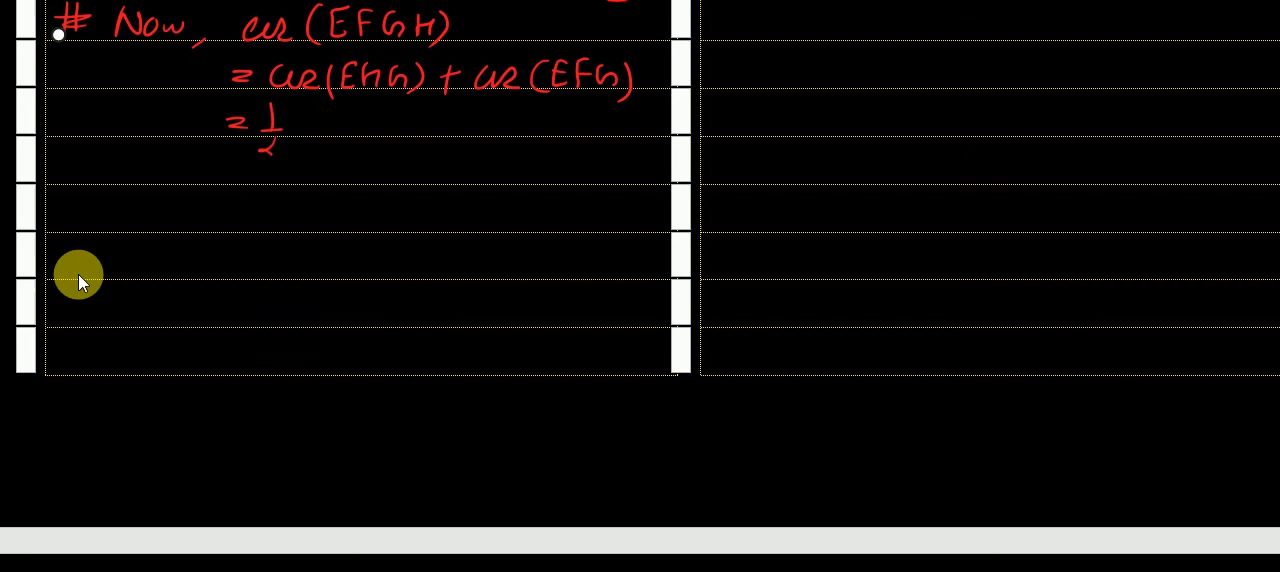 # Now, ar (EFGH)
= ar(EHG) + ar (EFG)
= 1/2